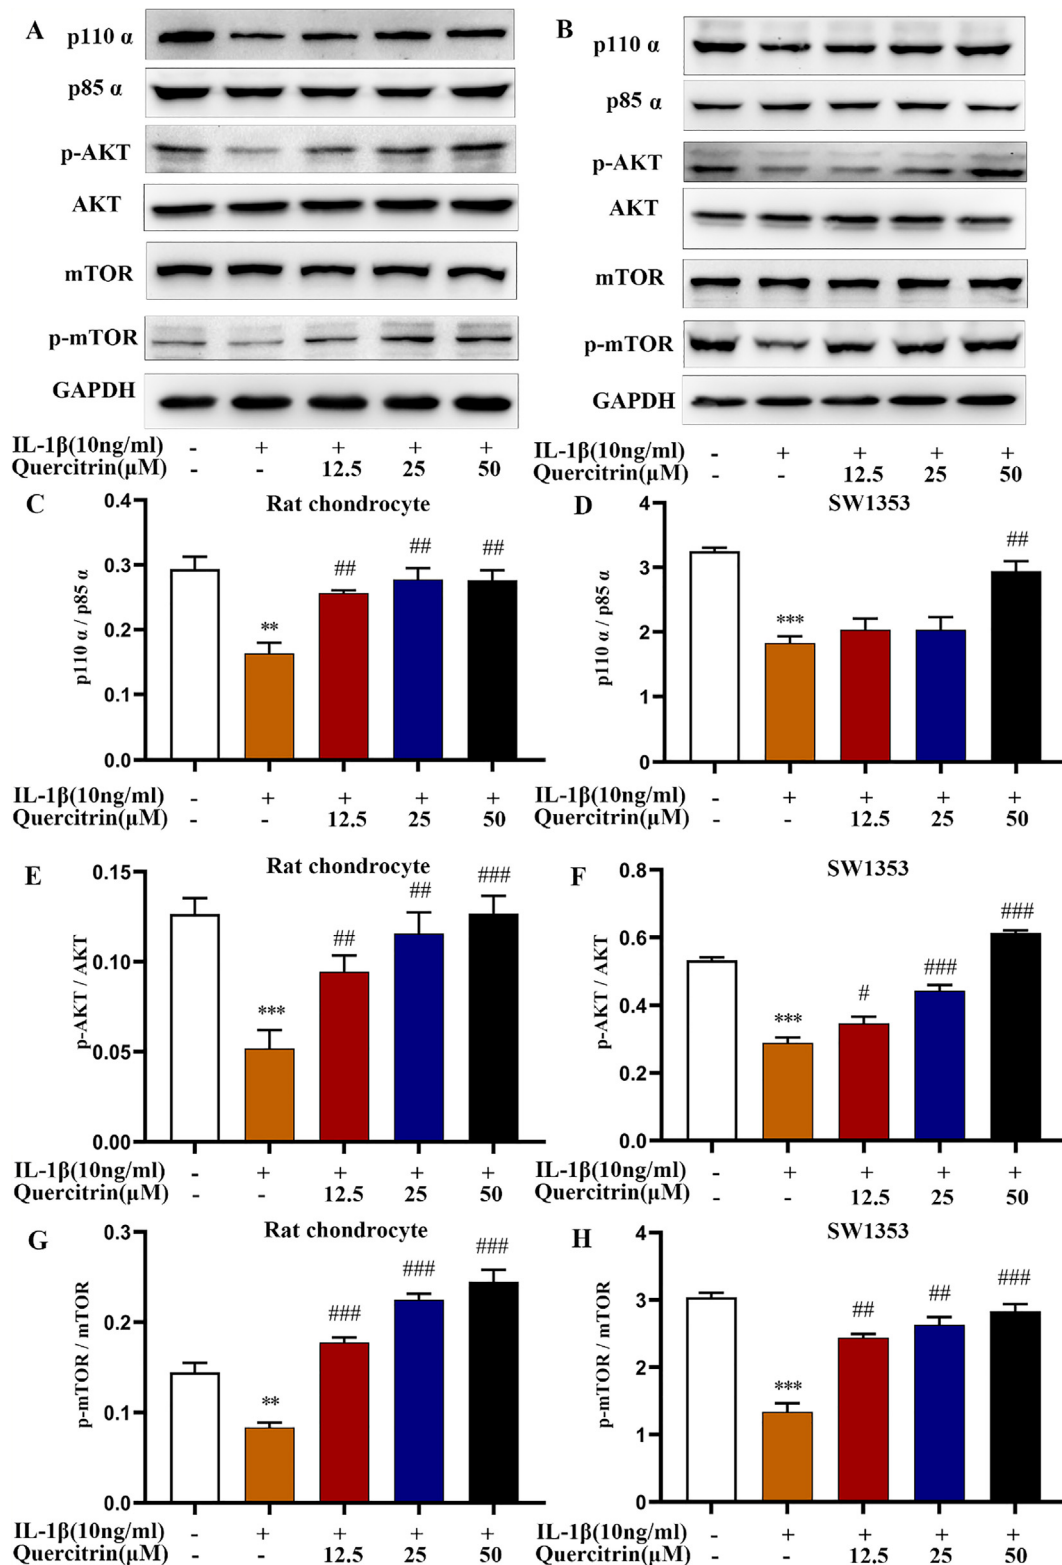 A
p110 α
p85 α
p-AKT
AKT
mTOR
p-mTOR
GAPDH
IL-1β(10ng/ml) - + + + +
Quercitrin(μM) - - 12.5 25 50
B
p110 α
p85 α
p-AKT
AKT
mTOR
p-mTOR
GAPDH
IL-1β(10ng/ml) - + + + +
Quercitrin(μM) - - 12.5 25 50
C
Rat chondrocyte
p110 α / p85 α
0.4
0.3
0.2
0.1
0.0
**
##
##
##
IL-1β(10ng/ml) - + + + +
Quercitrin(μM) - - 12.5 25 50
D
SW1353
p110 α / p85 α
4
3
2
1
0
***
##
IL-1β(10ng/ml) - + + + +
Quercitrin(μM) - - 12.5 25 50
E
Rat chondrocyte
p-AKT / AKT
0.15
0.10
0.05
0.00
***
##
##
###
IL-1β(10ng/ml) - + + + +
Quercitrin(μM) - - 12.5 25 50
F
SW1353
p-AKT / AKT
0.8
0.6
0.4
0.2
0.0
***
#
###
###
IL-1β(10ng/ml) - + + + +
Quercitrin(μM) - - 12.5 25 50
G
Rat chondrocyte
p-mTOR / mTOR
0.3
0.2
0.1
0.0
**
###
###
###
IL-1β(10ng/ml) - + + + +
Quercitrin(μM) - - 12.5 25 50
H
SW1353
p-mTOR / mTOR
4
3
2
1
0
***
##
##
###
IL-1β(10ng/ml) - + + + +
Quercitrin(μM) - - 12.5 25 50